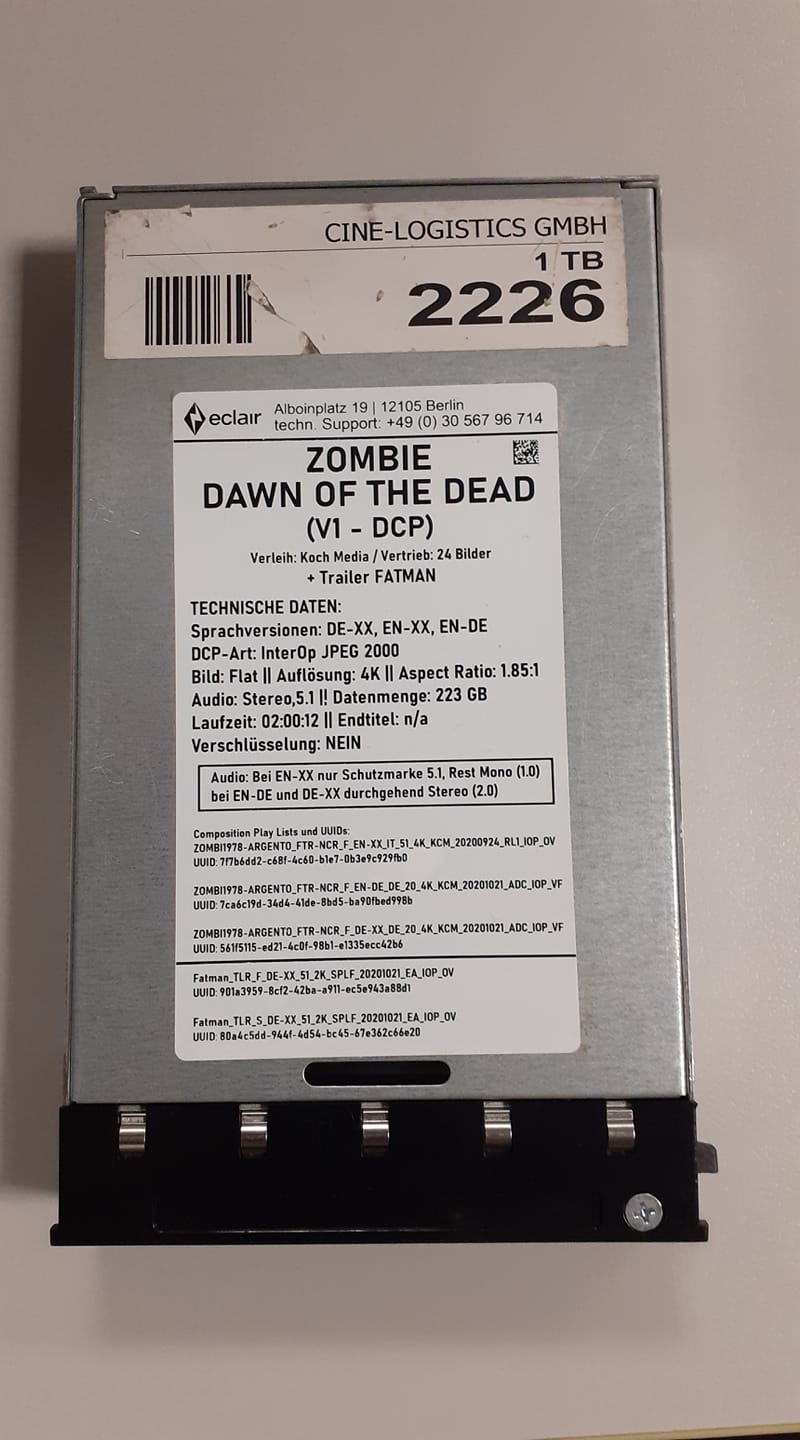 CINE-LOGISTICS GMBH
1 TB
2226
eclair
Alboinplatz 19 | 12105 Berlin
techn. Support: +49 (0) 30 567 96 714
ZOMBIE
DAWN OF THE DEAD
(V1 - DCP)
Verleih: Koch Media / Vertrieb: 24 Bilder
+ Trailer FATMAN
TECHNISCHE DATEN:
Sprachversionen: DE-XX, EN-XX, EN-DE
DCP-Art: InterOp JPEG 2000
Bild: Flat || Auflösung: 4K || Aspect Ratio: 1.85:1
Audio: Stereo,5.1 || Datenmenge: 223 GB
Laufzeit: 02:00:12 || Endtitel: n/a
Verschlüsselung: NEIN
Audio: Bei EN-XX nur Schutzmarke 5.1, Rest Mono (1.0)
bei EN-DE und DE-XX durchgehend Stereo (2.0)
Composition Play Lists und UUIDs:
ZOMBI1978-ARGENTO_FTR-NCR_F_EN-XX_IT_51_4K_KCM_20200924_RL1_IOP_OV
UUID: 7f7b6dd2-c68f-4c60-b1e7-0b3e9c929fb0
ZOMBI1978-ARGENTO_FTR-NCR_F_EN-DE_DE_20_4K_KCM_20201021_ADC_IOP_VF
UUID: 7ca6c19d-34d4-41de-8bd5-ba90fbed998b
ZOMBI1978-ARGENTO_FTR-NCR_F_DE-XX_DE_20_4K_KCM_20201021_ADC_IOP_VF
UUID: 561f5115-ed21-4c0f-98b1-e1335ecc42b6
Fatman_TLR_F_DE-XX_51_2K_SPLF_20201021_EA_IOP_OV
UUID: 901a3959-8cf2-42ba-a911-ec5e943a88d1
Fatman_TLR_S_DE-XX_51_2K_SPLF_20201021_EA_IOP_OV
UUID: 80a4c5dd-944f-4d54-bc45-67e362c66e20